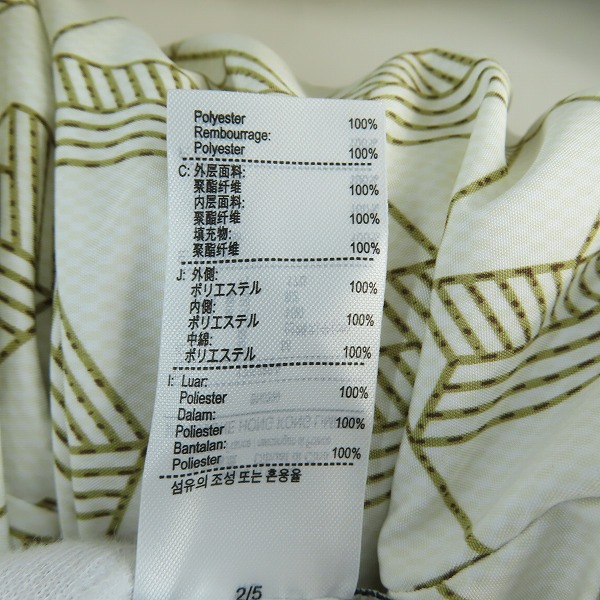 Polyester 100%
Rembourrage:
Polyester 100%
C: 外层面料:
聚酯纤维 100%
内层面料:
聚酯纤维 100%
填充物:
聚酯纤维 100%
J: 外側:
ポリエステル 100%
内側:
ポリエステル 100%
中綿:
ポリエステル 100%
I: Luar:
Poliester 100%
Dalam:
Poliester 100%
Bantalan:
Poliester 100%
섬유의 조성 또는 혼용율
2/5